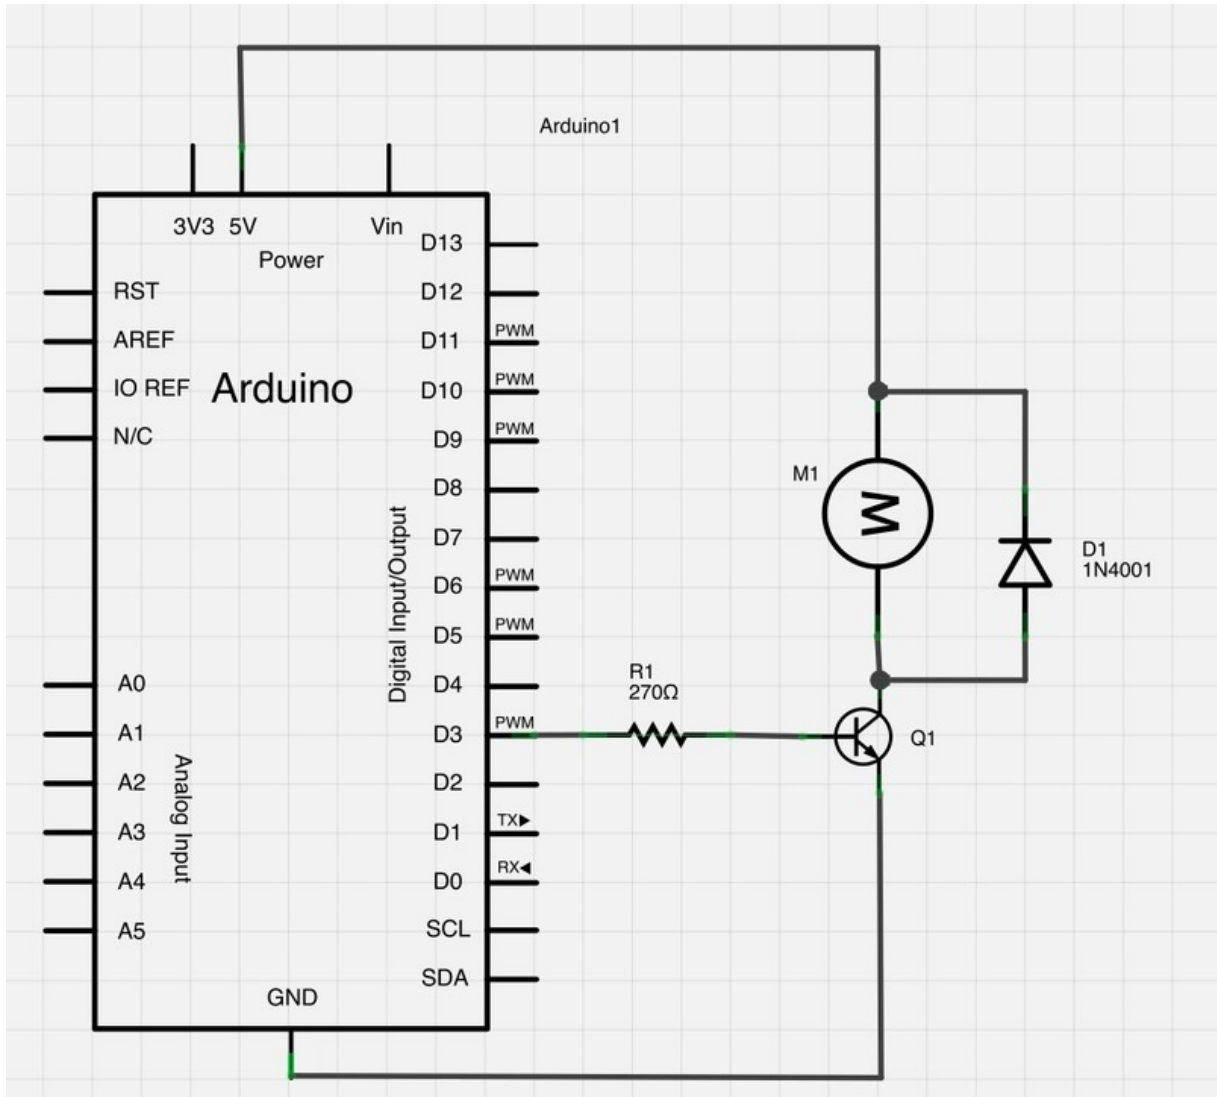 Arduino1
3V3 5V Vin
Power
D13
RST
D12
AREF
D11 PWM
IO REF
Arduino
D10 PWM
N/C
D9 PWM
D8
D7
D6 PWM
D5 PWM
D4
D3 PWM
D2
D1 TX▶
D0 RX◀
SCL
SDA
Digital Input/Output
A0
A1
A2
A3
A4
A5
Analog Input
GND
R1
270Ω
M1
M
D1
1N4001
Q1